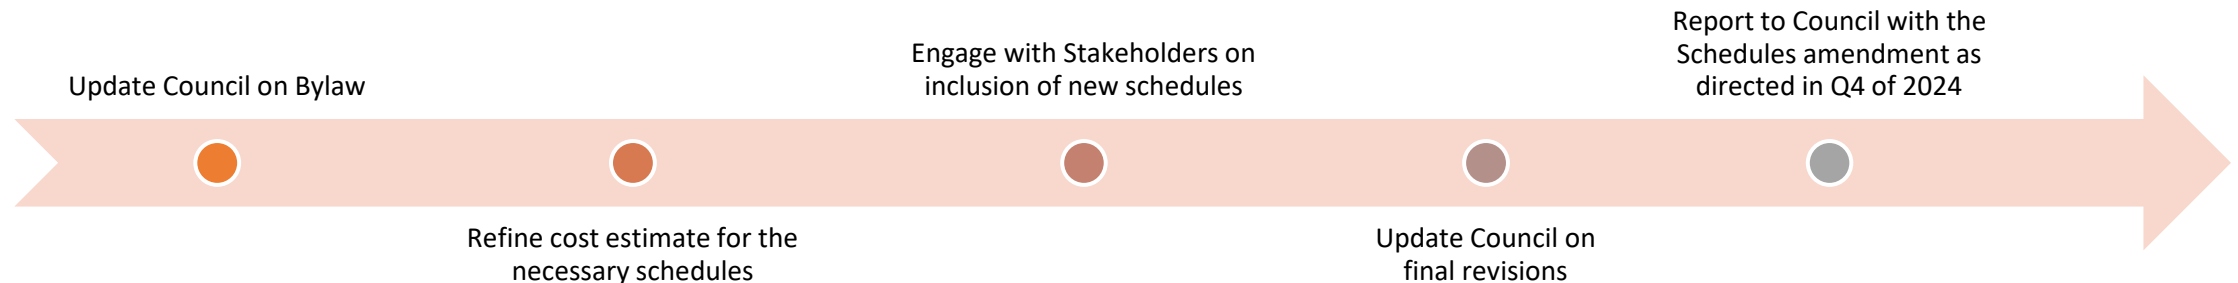 Update Council on Bylaw
Refine cost estimate for the
necessary schedules
Engage with Stakeholders on
inclusion of new schedules
Update Council on
final revisions
Report to Council with the
Schedules amendment as
directed in Q4 of 2024